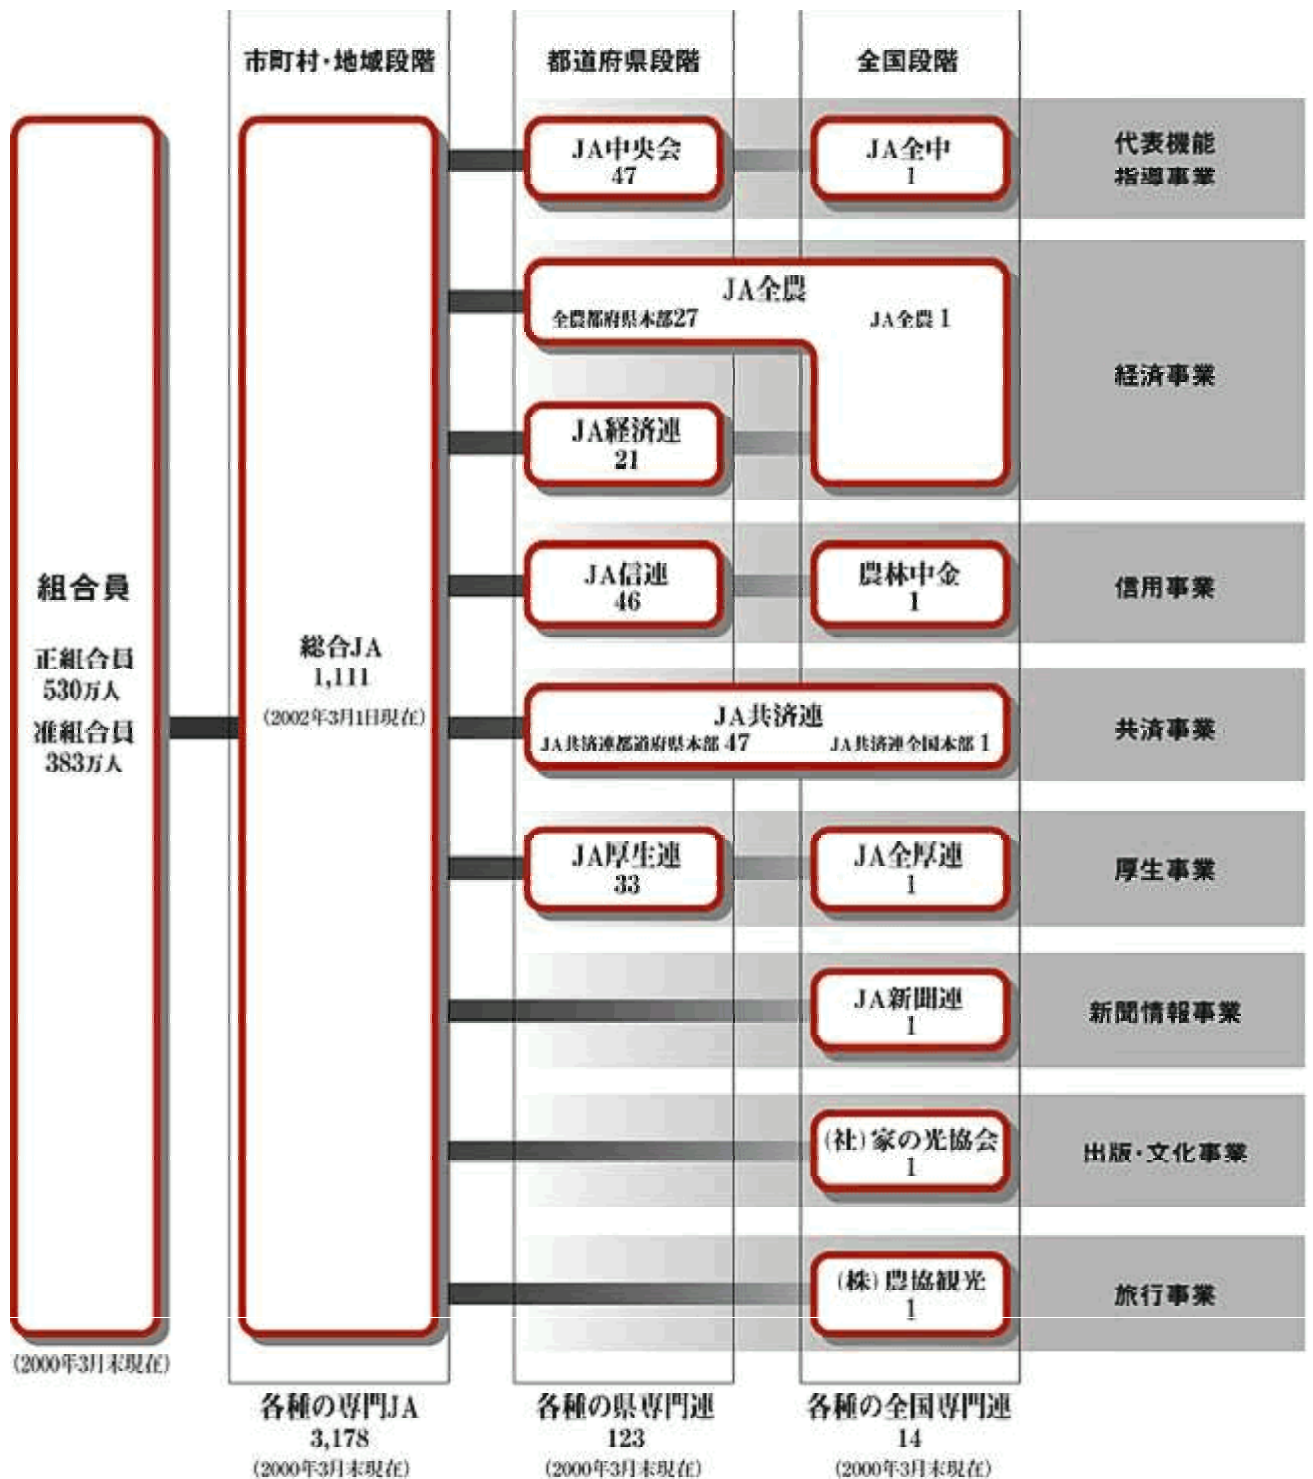 市町村・地域段階
都道府県段階
全国段階
組合員
正組合員
530万人
准組合員
383万人
(2000年3月末現在)
総合JA
1,111
(2002年3月1日現在)
JA中央会
47
JA全中
1
代表機能
指導事業
JA全農
全農都府県本部27
JA全農 1
経済事業
JA経済連
21
JA信連
46
農林中金
1
信用事業
JA共済連
JA共済連都道府県本部 47
JA共済連全国本部 1
共済事業
JA厚生連
33
JA全厚連
1
厚生事業
JA新聞連
1
新聞情報事業
(社)家の光協会
1
出版・文化事業
(株)農協観光
1
旅行事業
各種の専門JA
3,178
(2000年3月末現在)
各種の県専門連
123
(2000年3月末現在)
各種の全国専門連
14
(2000年3月末現在)